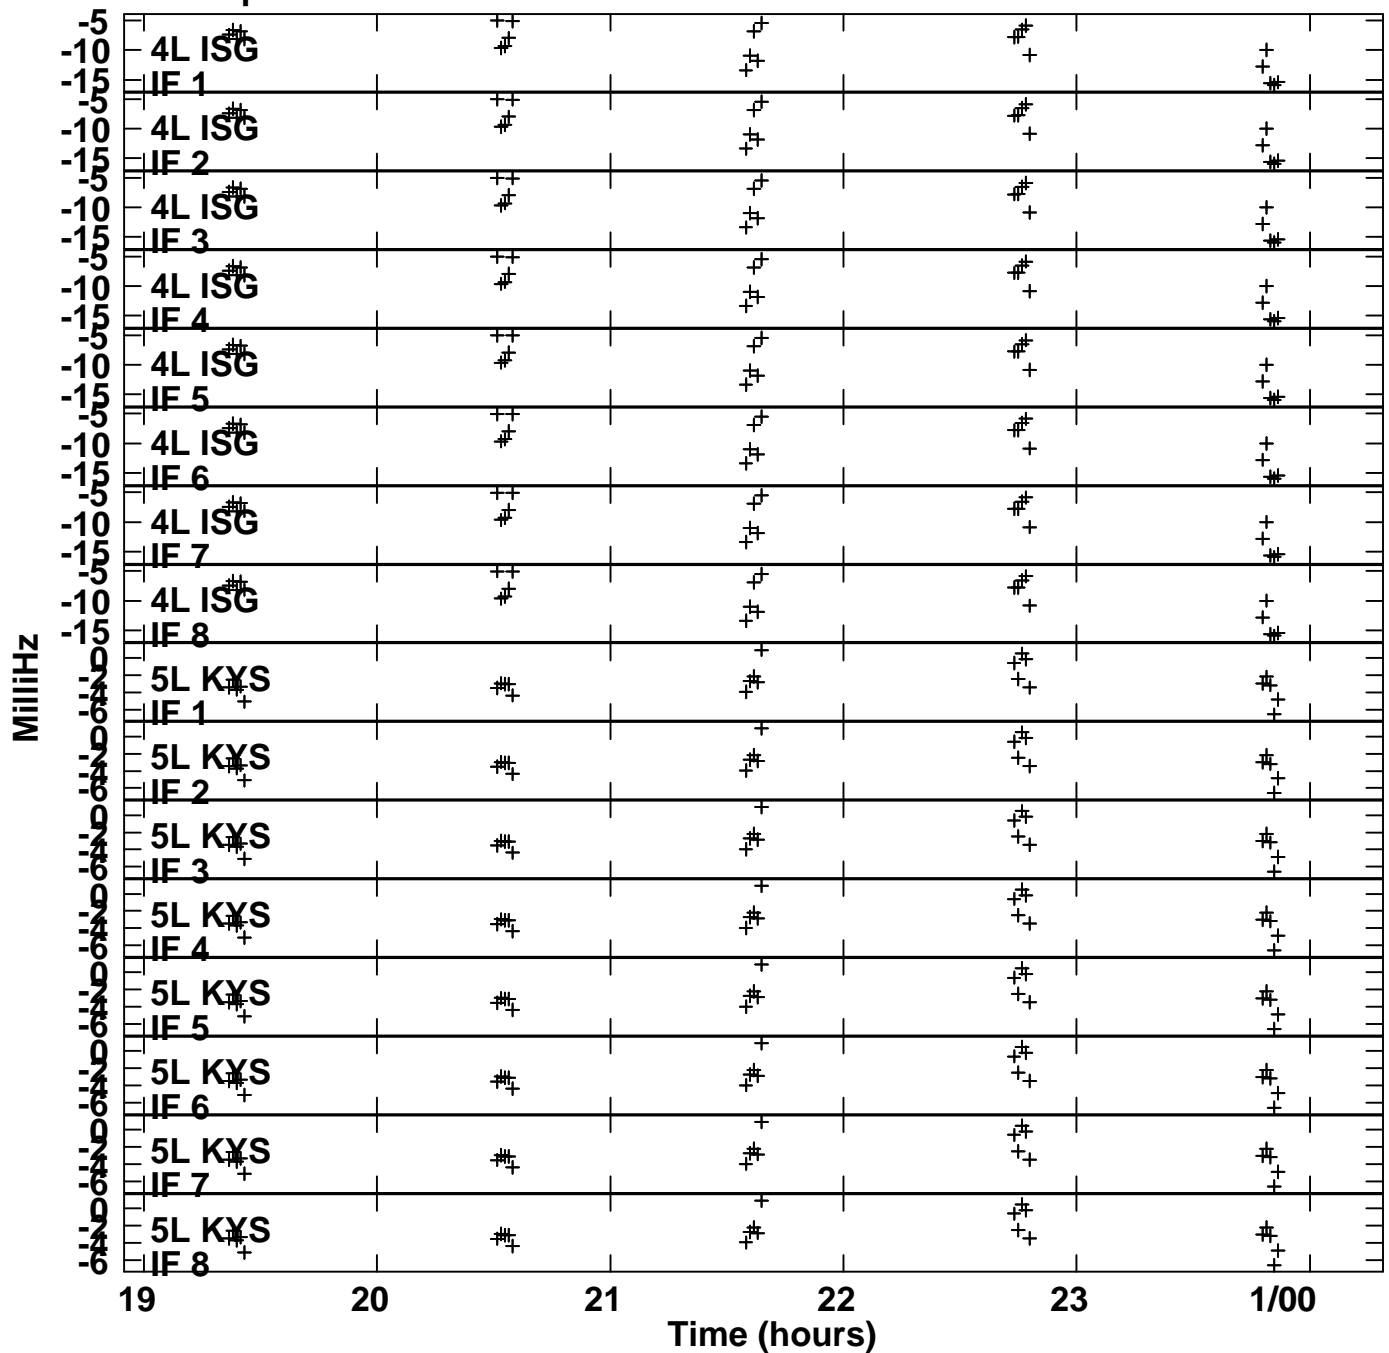 -5
-10 4L ISG
-15 IF 1
-5
-10 4L ISG
-15 IF 2
-5
-10 4L ISG
-15 IF 3
-5
-10 4L ISG
-15 IF 4
-5
-10 4L ISG
-15 IF 5
-5
-10 4L ISG
-15 IF 6
-5
-10 4L ISG
-15 IF 7
-5
-10 4L ISG
-15 IF 8
MilliHz
0
-2 5L KYS
-4
-6 IF 1
0
-2 5L KYS
-4
-6 IF 2
0
-2 5L KYS
-4
-6 IF 3
0
-2 5L KYS
-4
-6 IF 4
0
-2 5L KYS
-4
-6 IF 5
0
-2 5L KYS
-4
-6 IF 6
0
-2 5L KYS
-4
-6 IF 7
0
-2 5L KYS
-4
-6 IF 8
19 20 21 22 23 1/00
Time (hours)